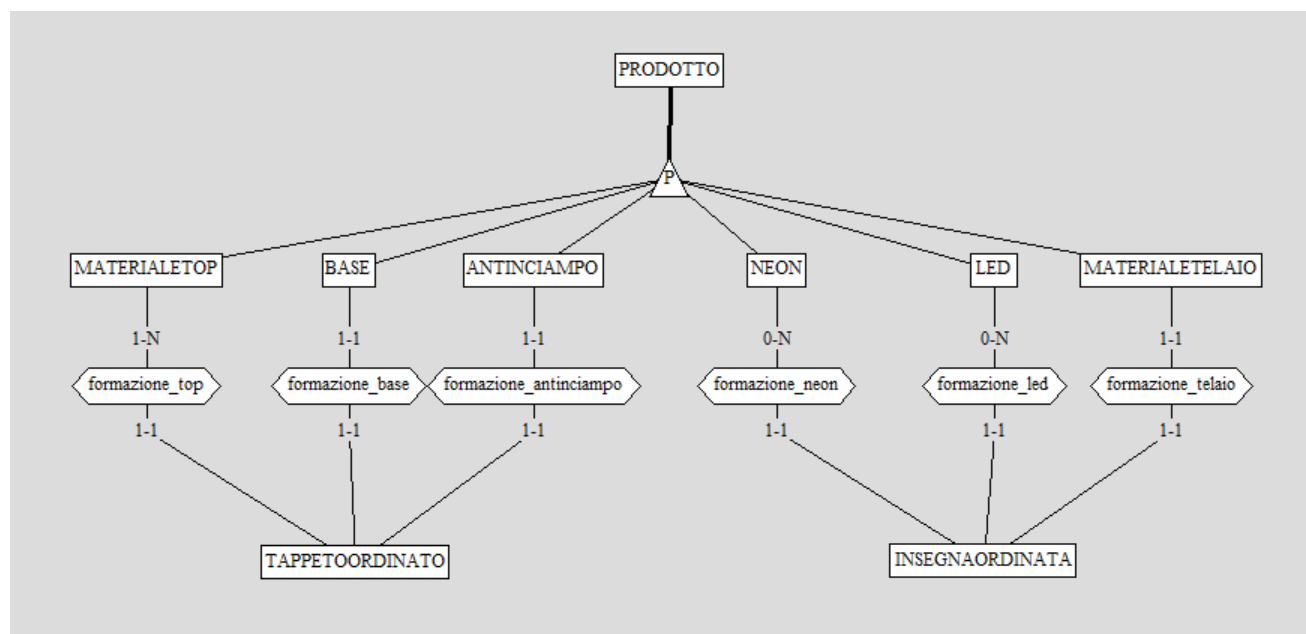 PRODOTTO
P
MATERIALETOP BASE ANTINCIAMPO NEON LED MATERIALETELAIO
1-N 1-1 1-1 0-N 0-N 1-1
formazione_top formazione_base formazione_antinciampo formazione_neon formazione_led formazione_telaio
1-1 1-1 1-1 1-1 1-1 1-1
TAPPETOORDINATO INSEGNAORDINATA